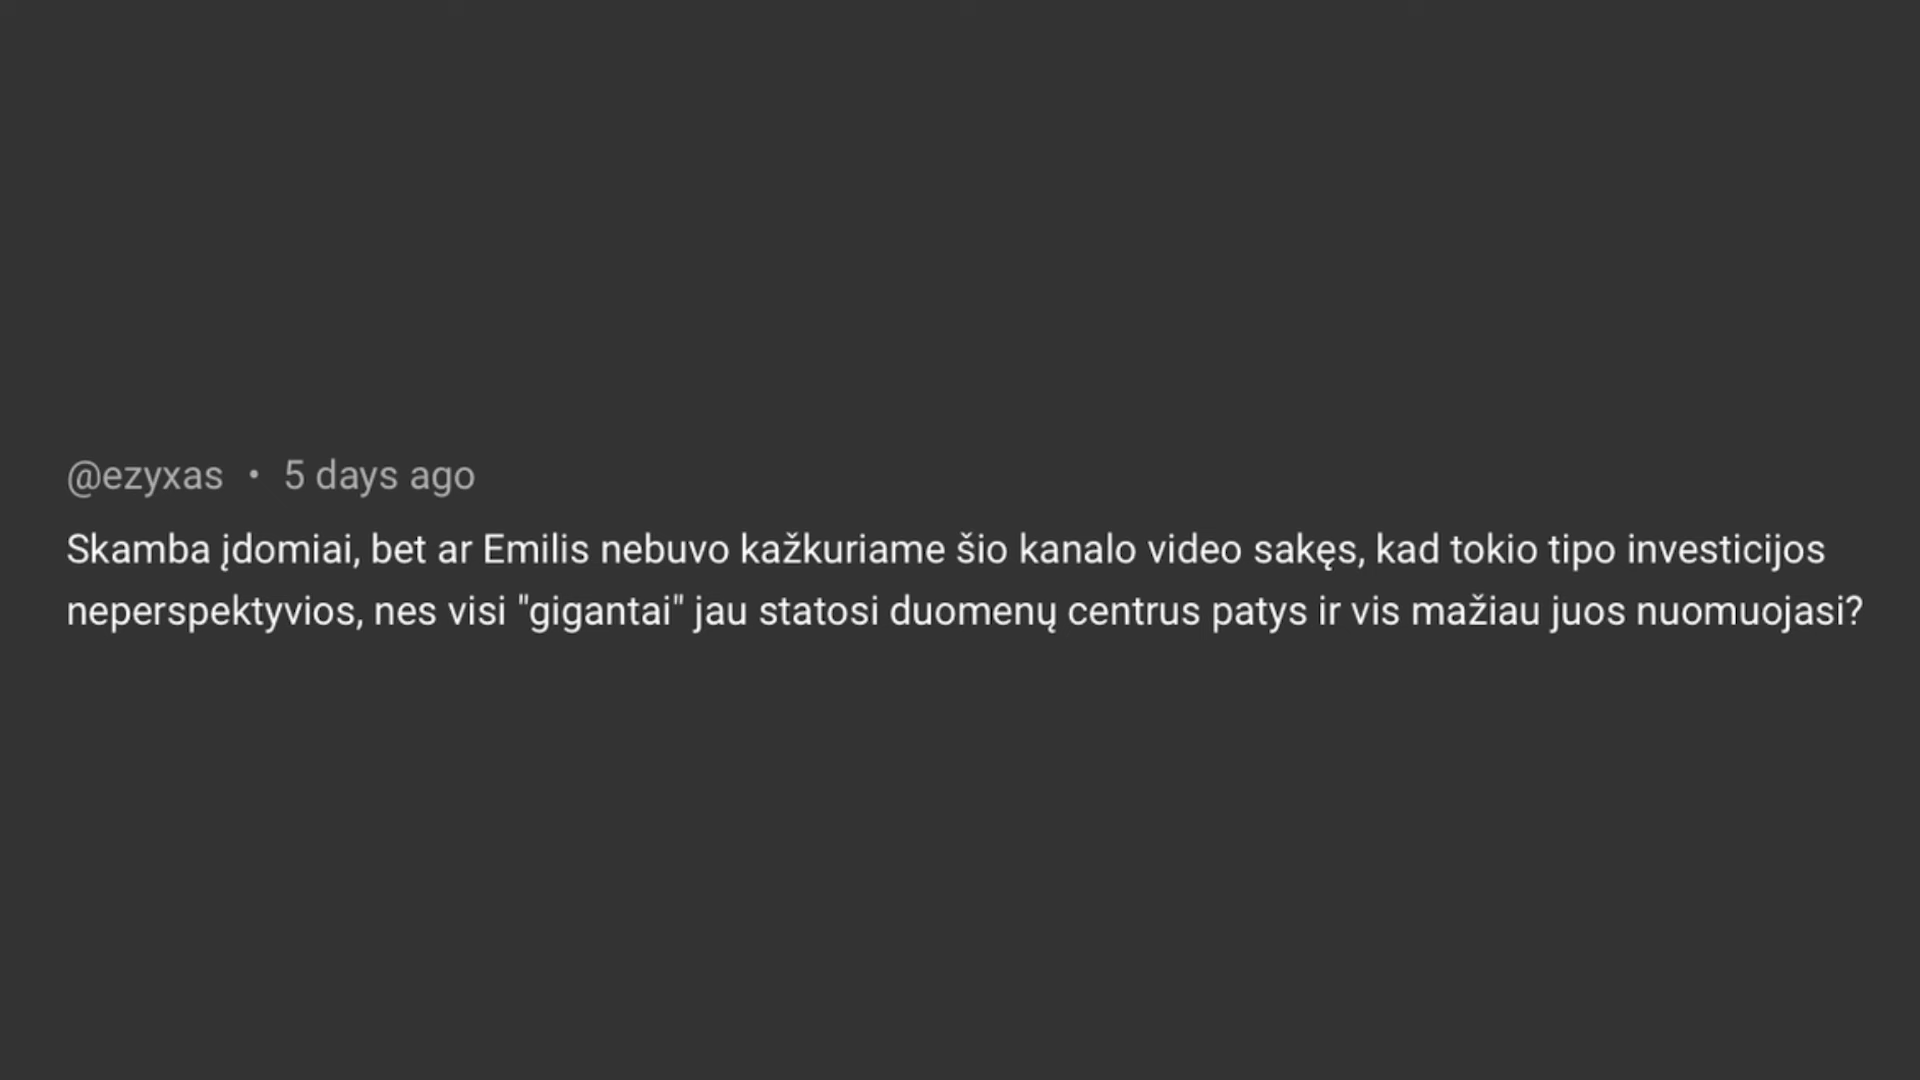 @ezyxas • 5 days ago
Skamba įdomiai, bet ar Emilis nebuvo kažkuriame šio kanalo video sakęs, kad tokio tipo investicijos
neperspektyvios, nes visi "gigantai" jau statosi duomenų centrus patys ir vis mažiau juos nuomuojasi?